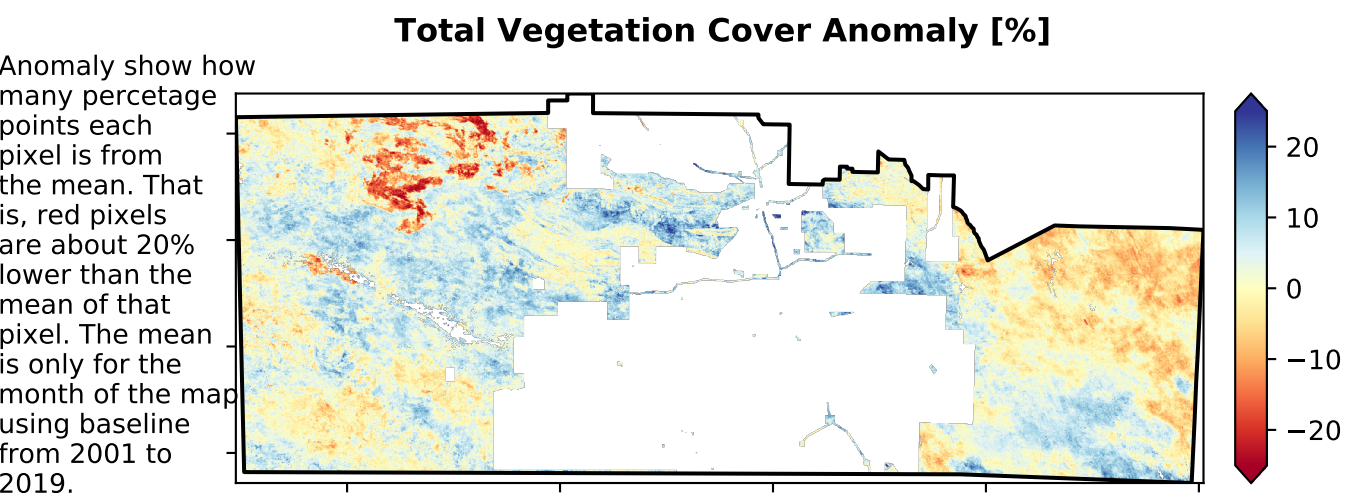 Total Vegetation Cover Anomaly [%]
Anomaly show how
many percetage
points each
pixel is from
the mean. That
is, red pixels
are about 20%
lower than the
mean of that
pixel. The mean
is only for the
month of the map
using baseline
from 2001 to
2019.
20
10
0
−10
−20